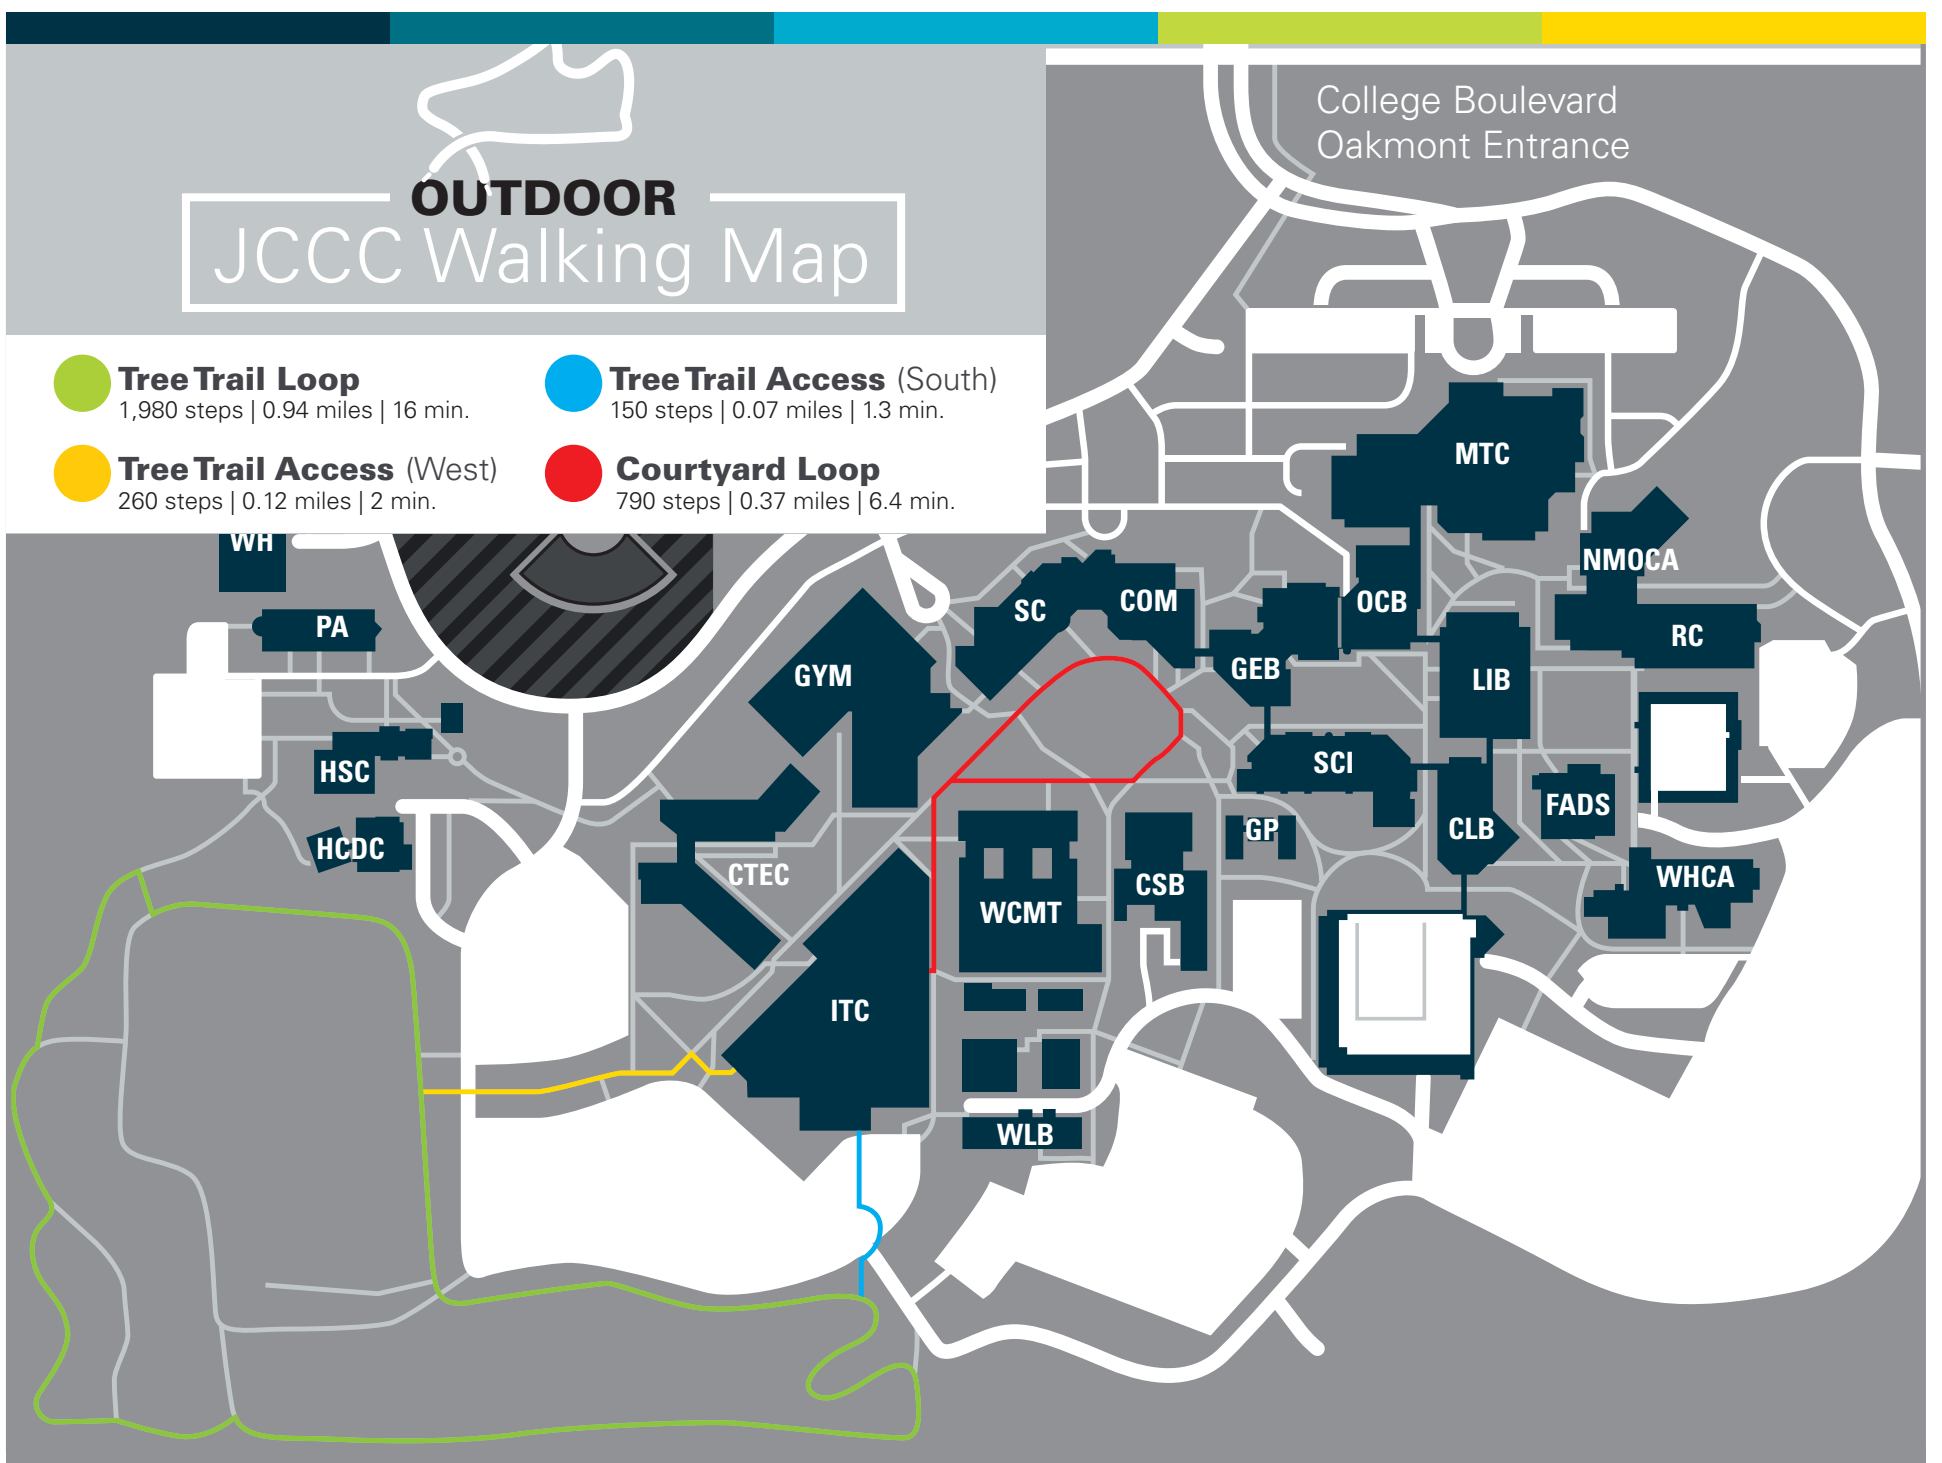 College Boulevard
Oakmont Entrance
OUTDOOR
JCCC Walking Map
Tree Trail Loop
1,980 steps | 0.94 miles | 16 min.
Tree Trail Access (South)
150 steps | 0.07 miles | 1.3 min.
Tree Trail Access (West)
260 steps | 0.12 miles | 2 min.
Courtyard Loop
790 steps | 0.37 miles | 6.4 min.
MTC
WH
NMOCA
PA
SC
COM
OCB
RC
GYM
GEB
LIB
HSC
SCI
FADS
HCDC
GP
CLB
CTEC
CSB
WHCA
WCMT
ITC
WLB